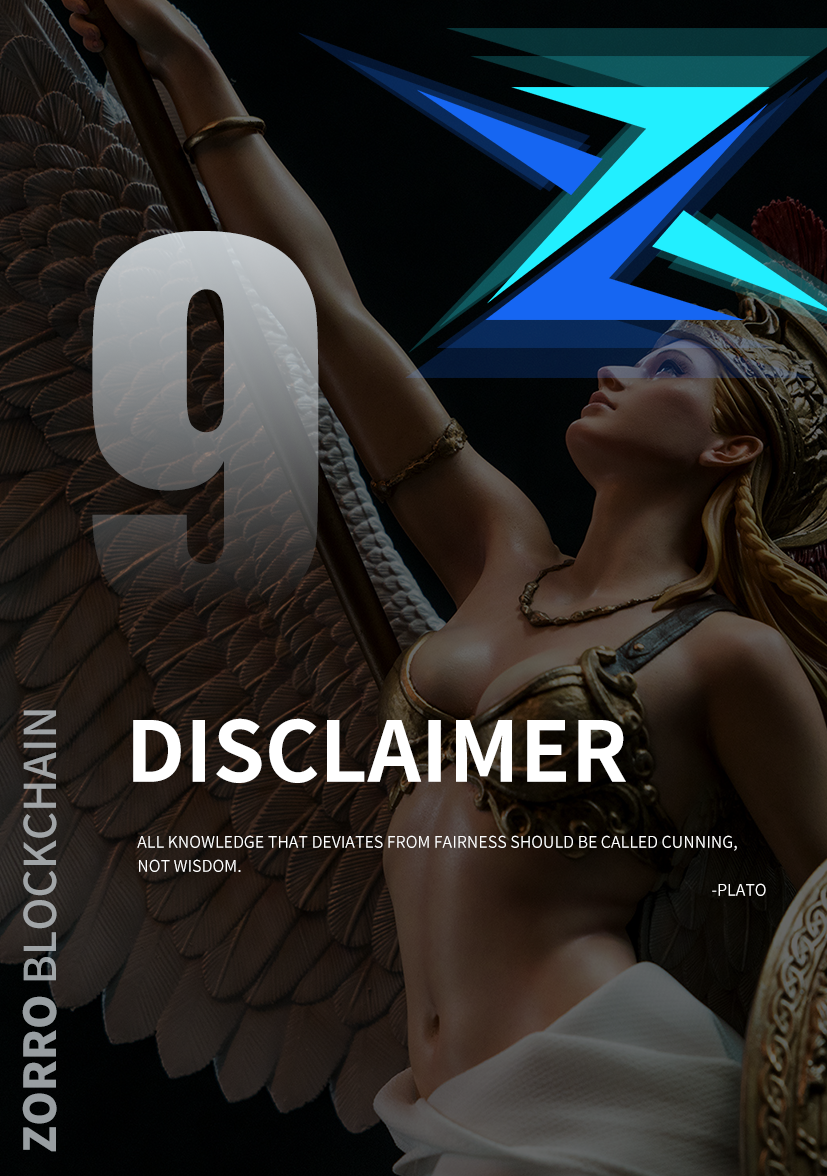 9
DISCLAIMER
ALL KNOWLEDGE THAT DEVIATES FROM FAIRNESS SHOULD BE CALLED CUNNING,
NOT WISDOM.
-PLATO
ZORRO BLOCKCHAIN